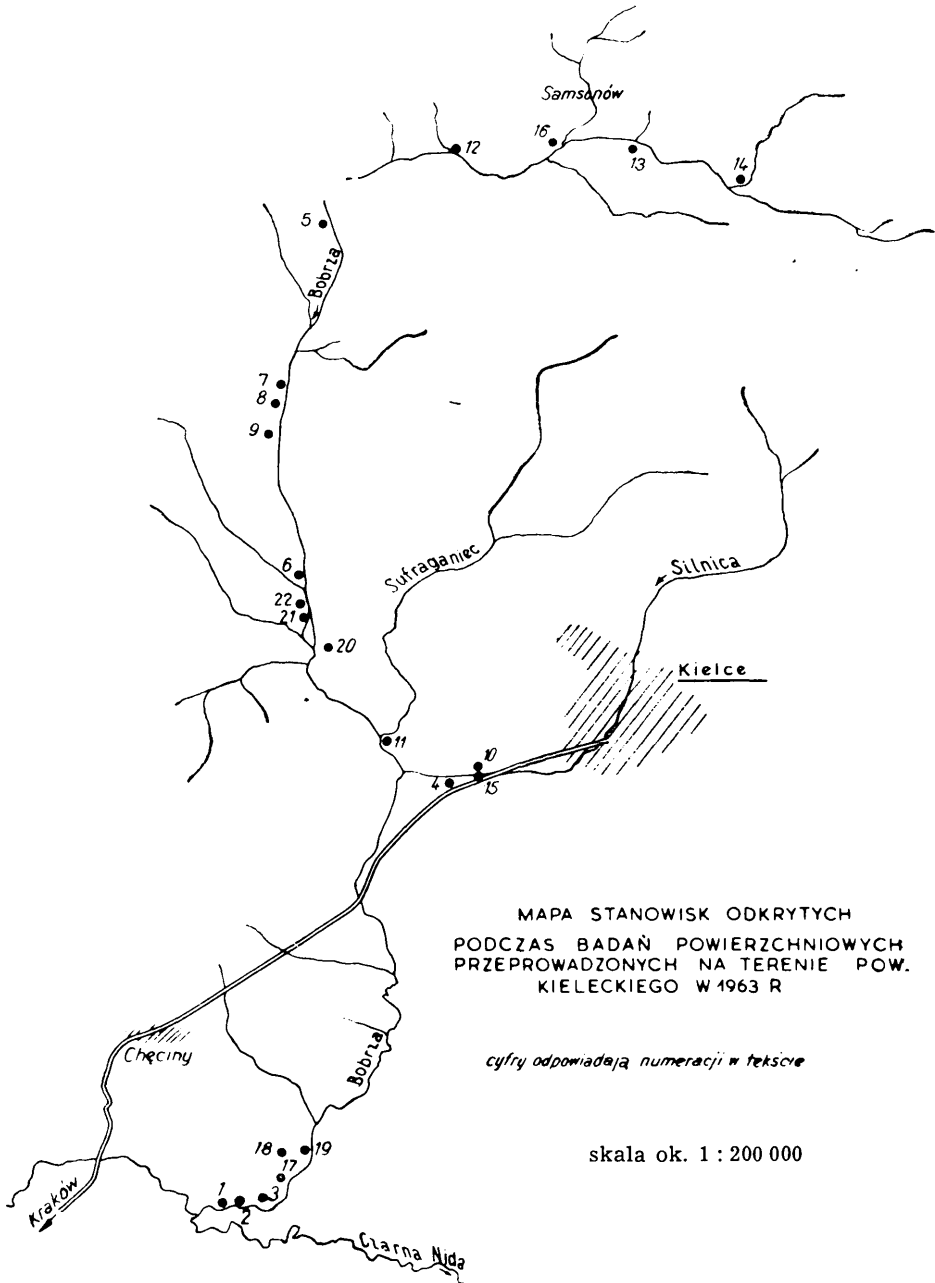 Samsonów
16
12
13
14
5
Bobrza
7
8
9
Sufraganiec
Silnica
6
22
21
20
Kielce
11
10
4
15
MAPA STANOWISK ODKRYTYCH
PODCZAS BADAŃ POWIERZCHNIOWYCH
PRZEPROWADZONYCH NA TERENIE POW.
KIELECKIEGO W 1963 R
Chęciny
Bobrza
cyfry odpowiadają numeracji w tekście
18
19
skala ok. 1 : 200 000
17
1
3
2
Kraków
Czarna Nida